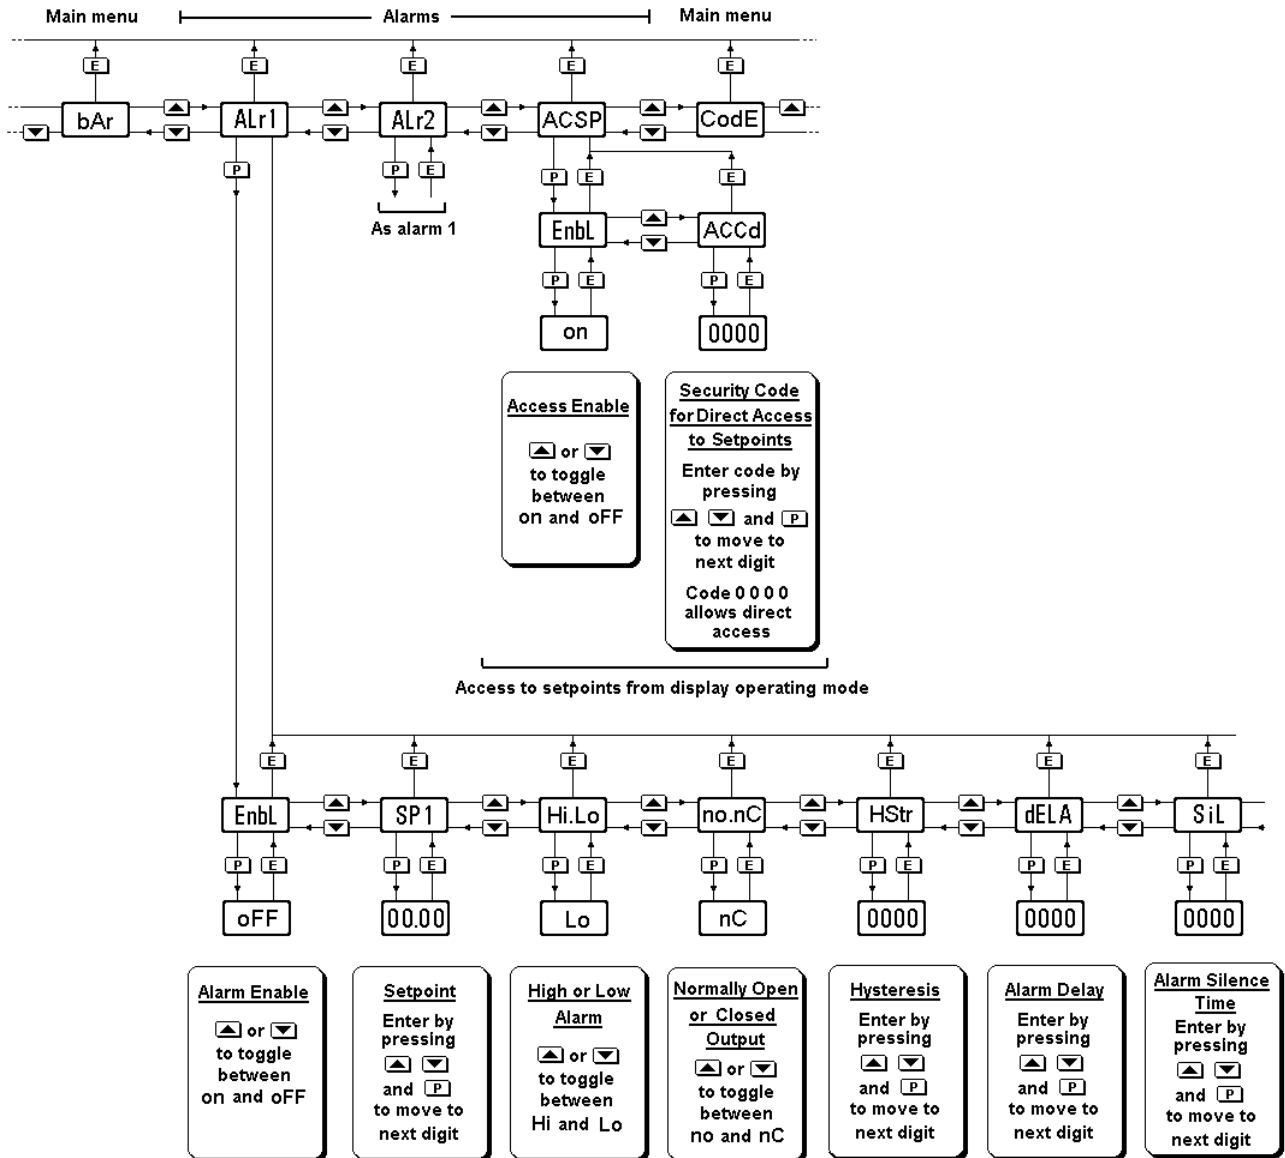 Main menu Alarms Main menu
E E E E E
bAr ALr1 ALr2 ACSP CodE
P P E P E E
As alarm 1
EnbL ACCd
P E P E
on 0000
Access Enable
or
to toggle
between
on and oFF
Security Code
for Direct Access
to Setpoints
Enter code by
pressing
and P
to move to
next digit
Code 0 0 0 0
allows direct
access
Access to setpoints from display operating mode
E E E E E E E
EnbL SP1 Hi.Lo no.nC HStr dELA SiL
P E P E P E P E P E P E P E
oFF 00.00 Lo nC 0000 0000 0000
Alarm Enable
or
to toggle
between
on and oFF
Setpoint
Enter by
pressing
and P
to move to
next digit
High or Low
Alarm
or
to toggle
between
Hi and Lo
Normally Open
or Closed
Output
or
to toggle
between
no and nC
Hysteresis
Enter by
pressing
and P
to move to
next digit
Alarm Delay
Enter by
pressing
and P
to move to
next digit
Alarm Silence
Time
Enter by
pressing
and P
to move to
next digit